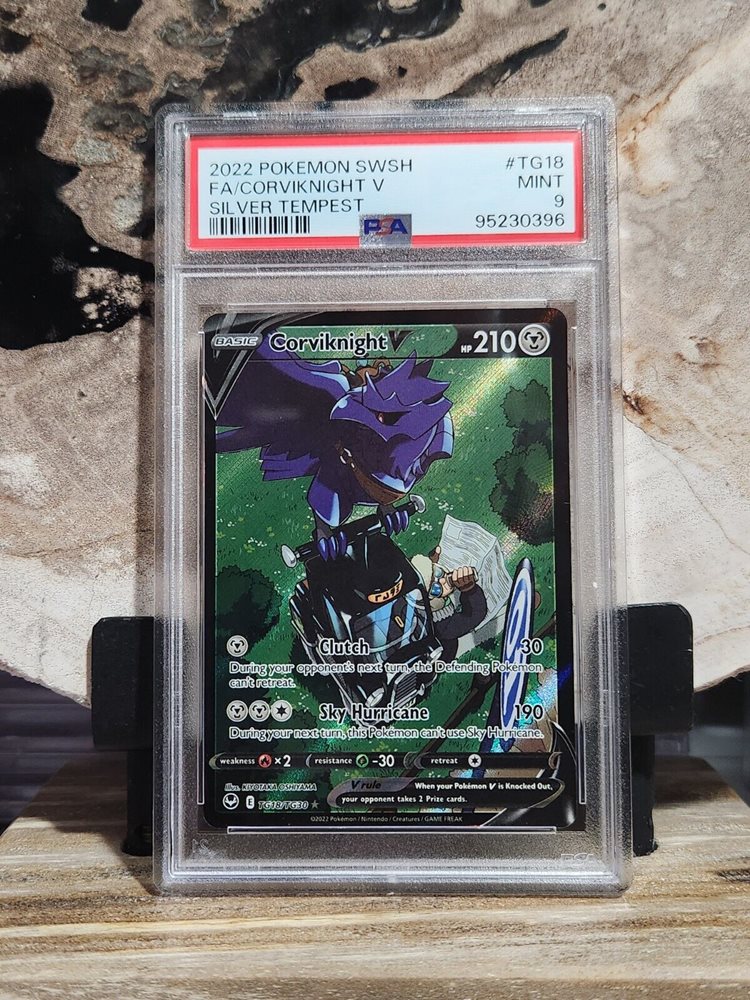 2022 POKEMON SWSH #TG18
FA/CORVIKNIGHT V MINT
SILVER TEMPEST 9
PSA 95230396
BASIC Corviknight V HP 210
Clutch 30
During your opponent's next turn, the Defending Pokémon
can't retreat.
Sky Hurricane 190
During your next turn, this Pokémon can't use Sky Hurricane.
weakness ×2 resistance -30 retreat
Illus. KIYOTAKA OSHIYAMA
V rule When your Pokémon V is Knocked Out,
your opponent takes 2 Prize cards.
E TG18/TG30
©2022 Pokémon / Nintendo / Creatures / GAME FREAK